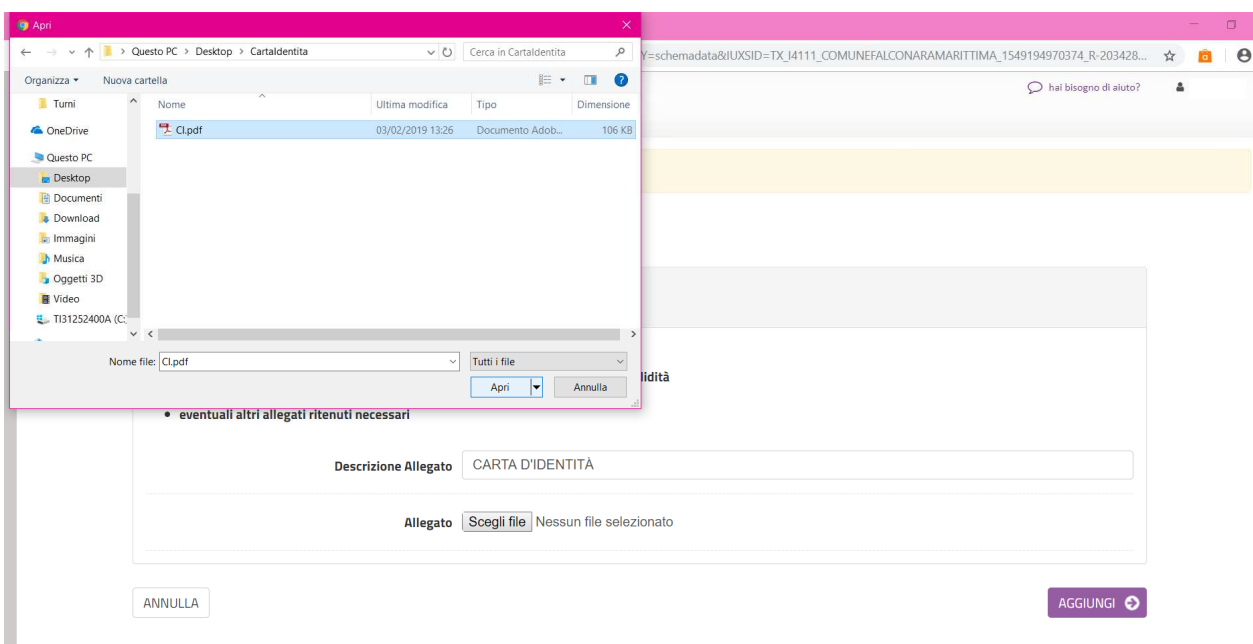 Apri
Questo PC > Desktop > CartaIdentita
Cerca in CartaIdentita
Y=schemadata&IUXSID=TX_I4111_COMUNEFALCONARAMARITTIMA_1549194970374_R-203428...
Organizza
Nuova cartella
hai bisogno di aiuto?
Turni
Nome
Ultima modifica
Tipo
Dimensione
OneDrive
CI.pdf
03/02/2019 13:26
Documento Adob...
106 KB
Questo PC
Desktop
Documenti
Download
Immagini
Musica
Oggetti 3D
Video
TI31252400A (C:
Nome file:
CI.pdf
Tutti i file
Apri
Annulla
lidità
• eventuali altri allegati ritenuti necessari
Descrizione Allegato
CARTA D'IDENTITÀ
Allegato
Scegli file
Nessun file selezionato
ANNULLA
AGGIUNGI